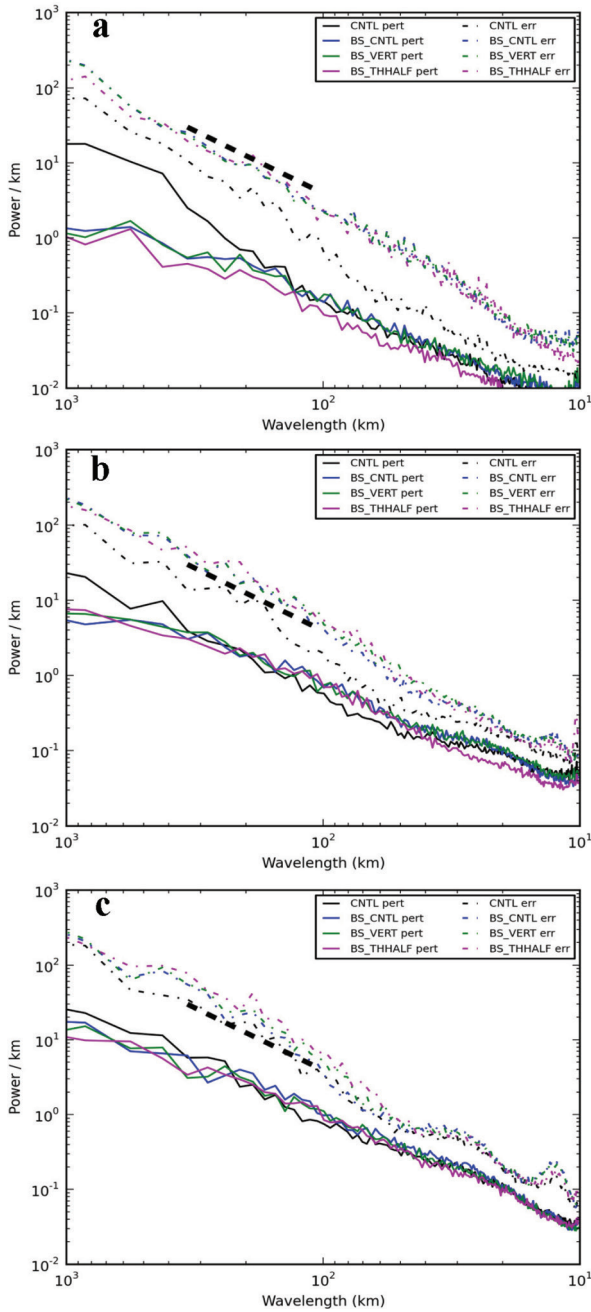 a
10³
10²
10¹
10⁰
10⁻¹
10⁻²
Power / km
CNTL pert
BS_CNTL pert
BS_VERT pert
BS_THHALF pert
CNTL err
BS_CNTL err
BS_VERT err
BS_THHALF err
10³
10²
10¹
Wavelength (km)
b
10³
10²
10¹
10⁰
10⁻¹
10⁻²
Power / km
CNTL pert
BS_CNTL pert
BS_VERT pert
BS_THHALF pert
CNTL err
BS_CNTL err
BS_VERT err
BS_THHALF err
10³
10²
10¹
Wavelength (km)
c
10³
10²
10¹
10⁰
10⁻¹
10⁻²
Power / km
CNTL pert
BS_CNTL pert
BS_VERT pert
BS_THHALF pert
CNTL err
BS_CNTL err
BS_VERT err
BS_THHALF err
10³
10²
10¹
Wavelength (km)